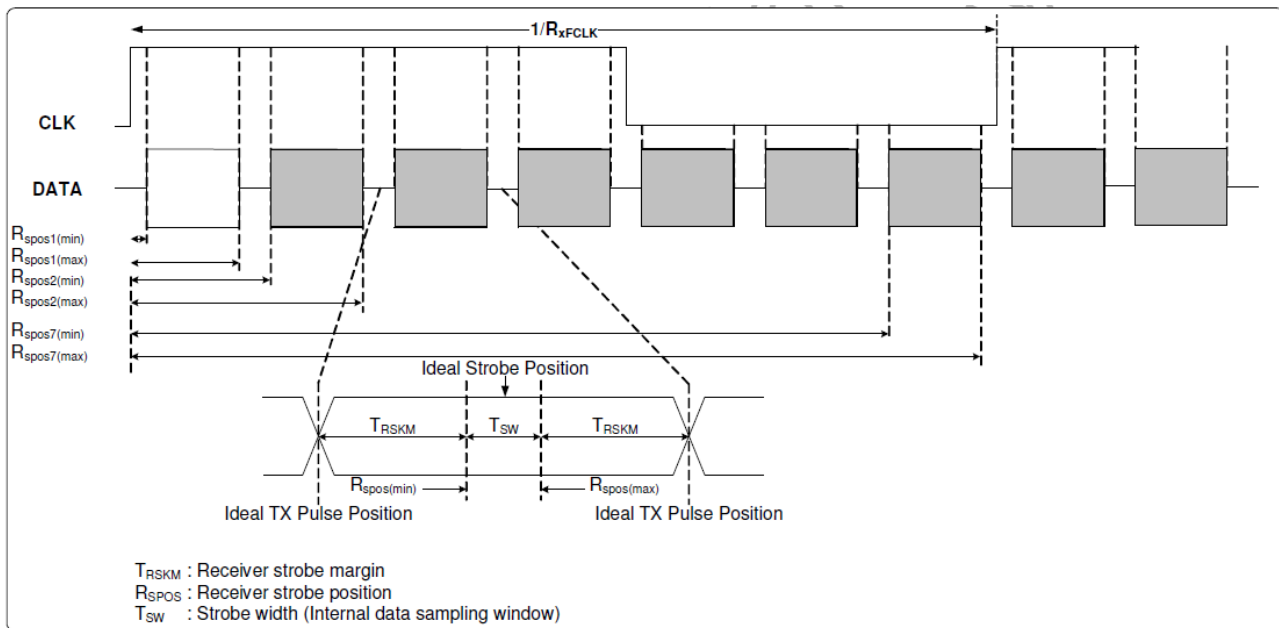 1/RxFCLK
CLK
DATA
Rspos1(min)
Rspos1(max)
Rspos2(min)
Rspos2(max)
Rspos7(min)
Rspos7(max)
Ideal Strobe Position
TRSKM TSW TRSKM
Rspos(min) Rspos(max)
Ideal TX Pulse Position Ideal TX Pulse Position
TRSKM : Receiver strobe margin
RSPOS : Receiver strobe position
TSW : Strobe width (Internal data sampling window)